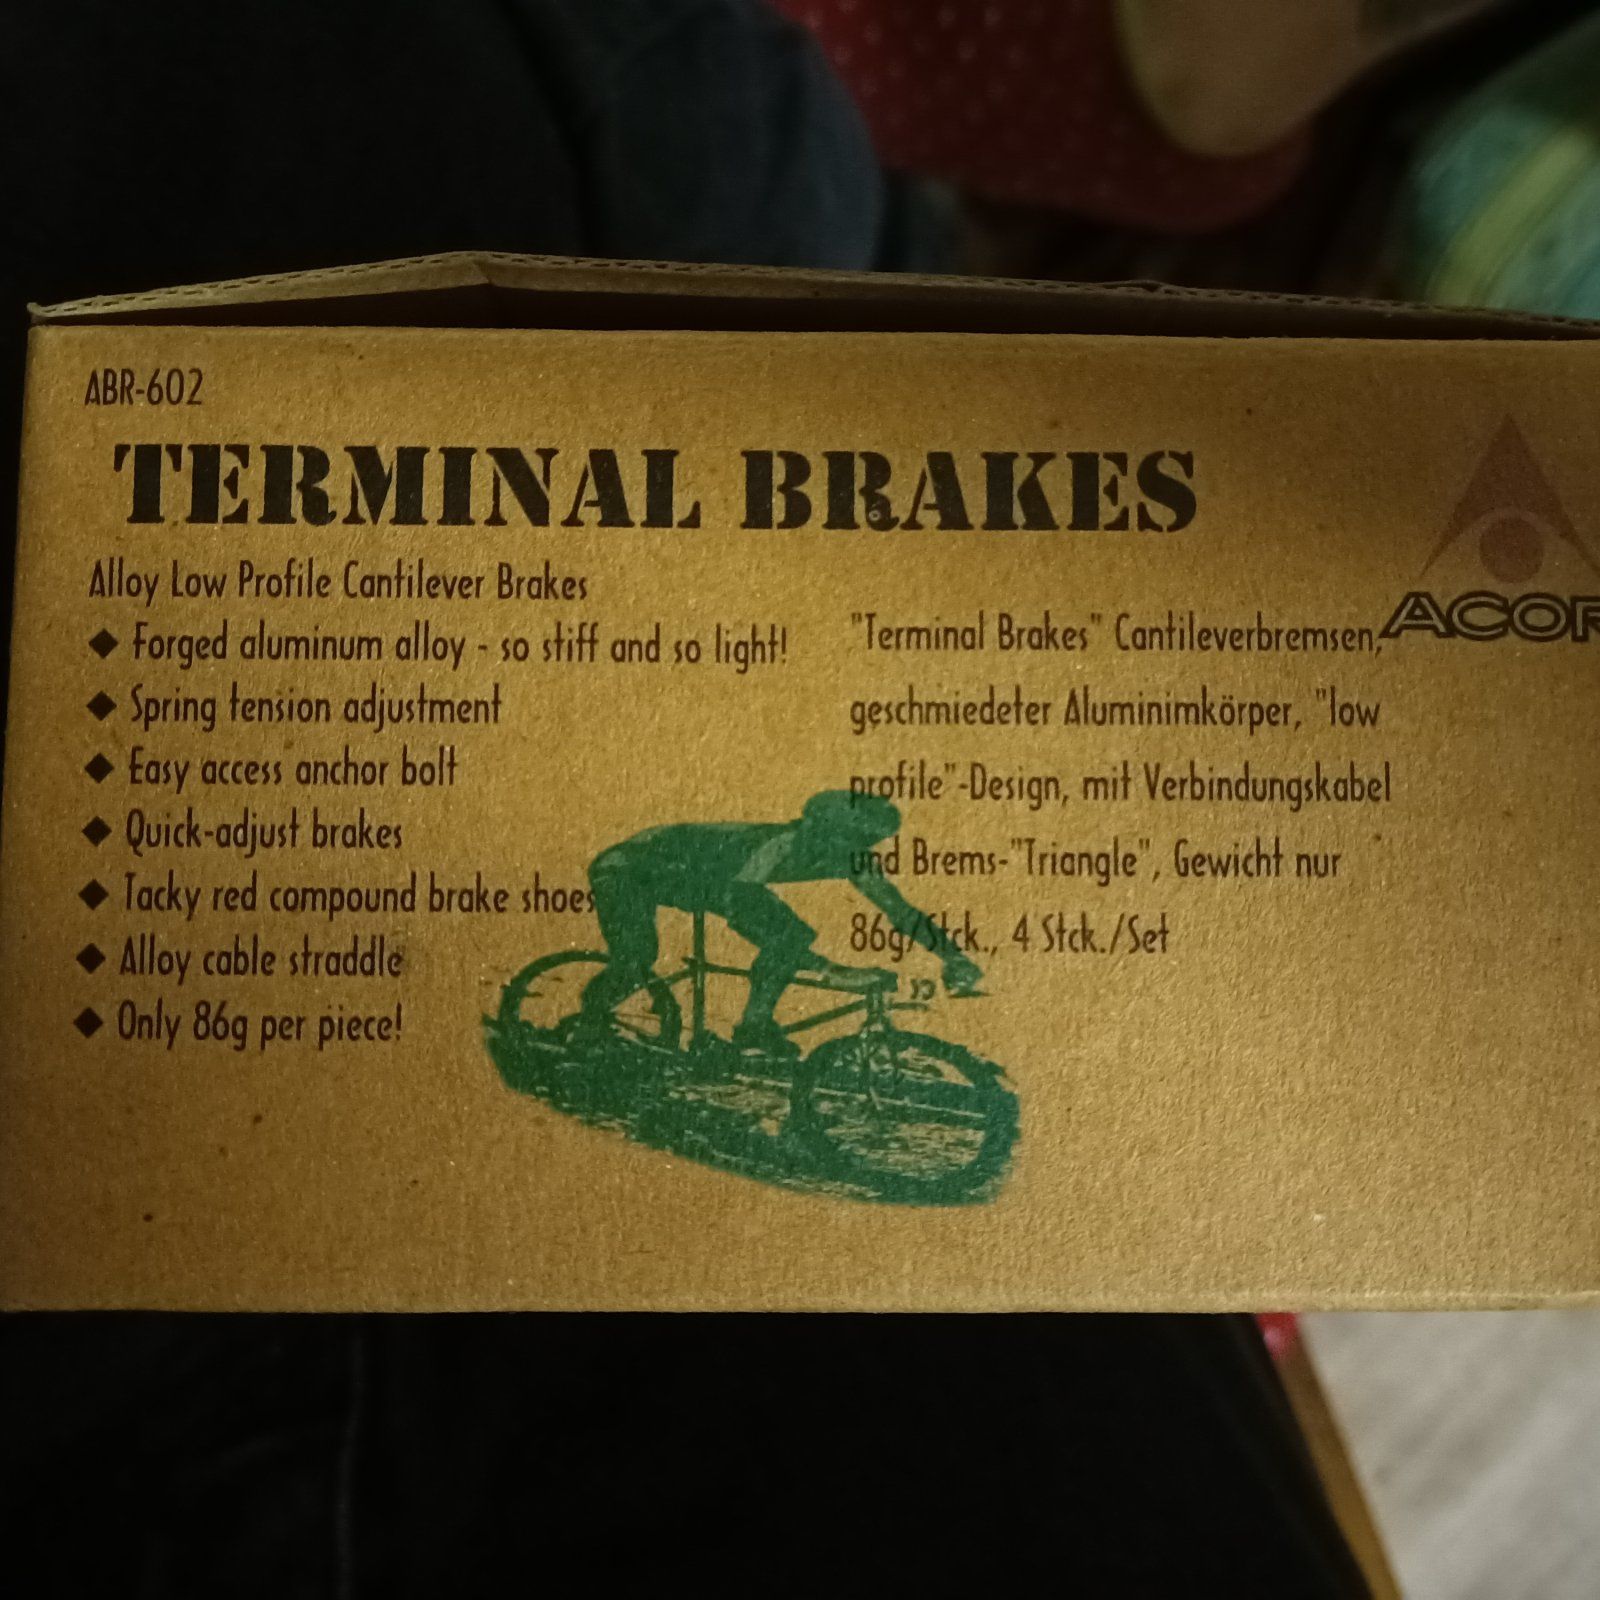 ABR-602
TERMINAL BRAKES
Alloy Low Profile Cantilever Brakes
◆ Forged aluminum alloy - so stiff and so light!
◆ Spring tension adjustment
◆ Easy access anchor bolt
◆ Quick-adjust brakes
◆ Tacky red compound brake shoes
◆ Alloy cable straddle
◆ Only 86g per piece!
"Terminal Brakes" Cantileverbremsen,
geschmiedeter Aluminimkörper, "low
profile"-Design, mit Verbindungskabel
und Brems-"Triangle", Gewicht nur
86g/Stck., 4 Stck./Set
ACOR